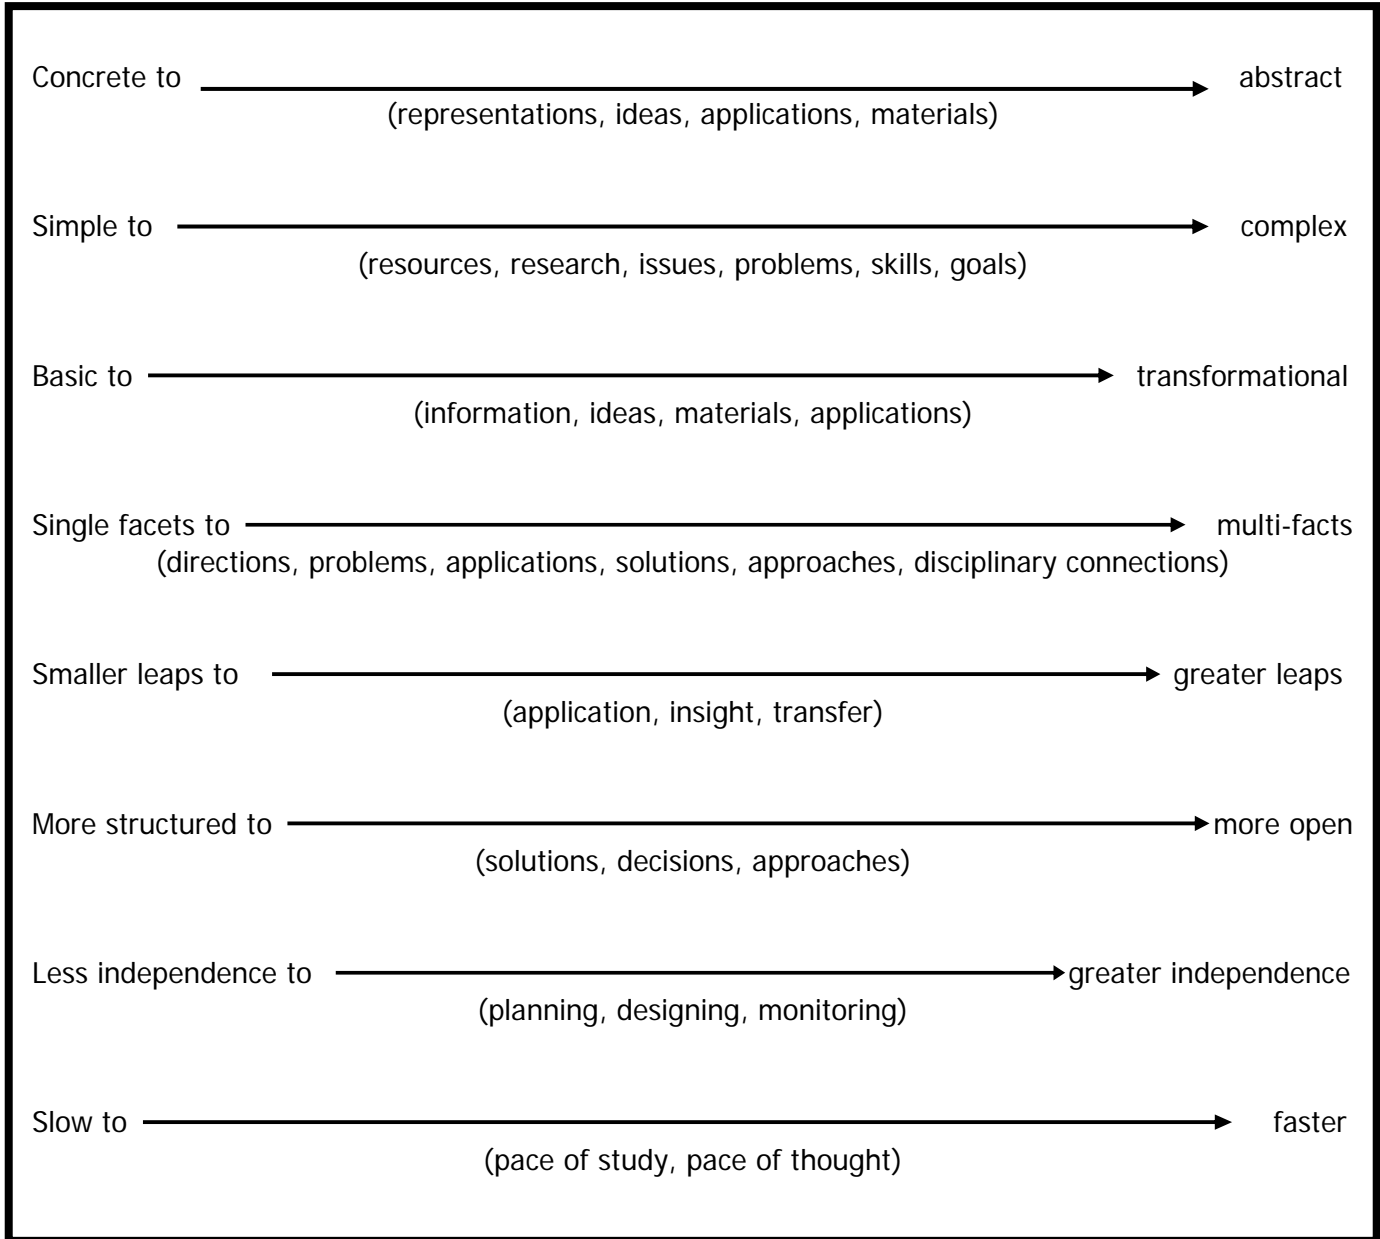 Concrete to abstract
(representations, ideas, applications, materials)
Simple to complex
(resources, research, issues, problems, skills, goals)
Basic to transformational
(information, ideas, materials, applications)
Single facets to multi-facts
(directions, problems, applications, solutions, approaches, disciplinary connections)
Smaller leaps to greater leaps
(application, insight, transfer)
More structured to more open
(solutions, decisions, approaches)
Less independence to greater independence
(planning, designing, monitoring)
Slow to faster
(pace of study, pace of thought)